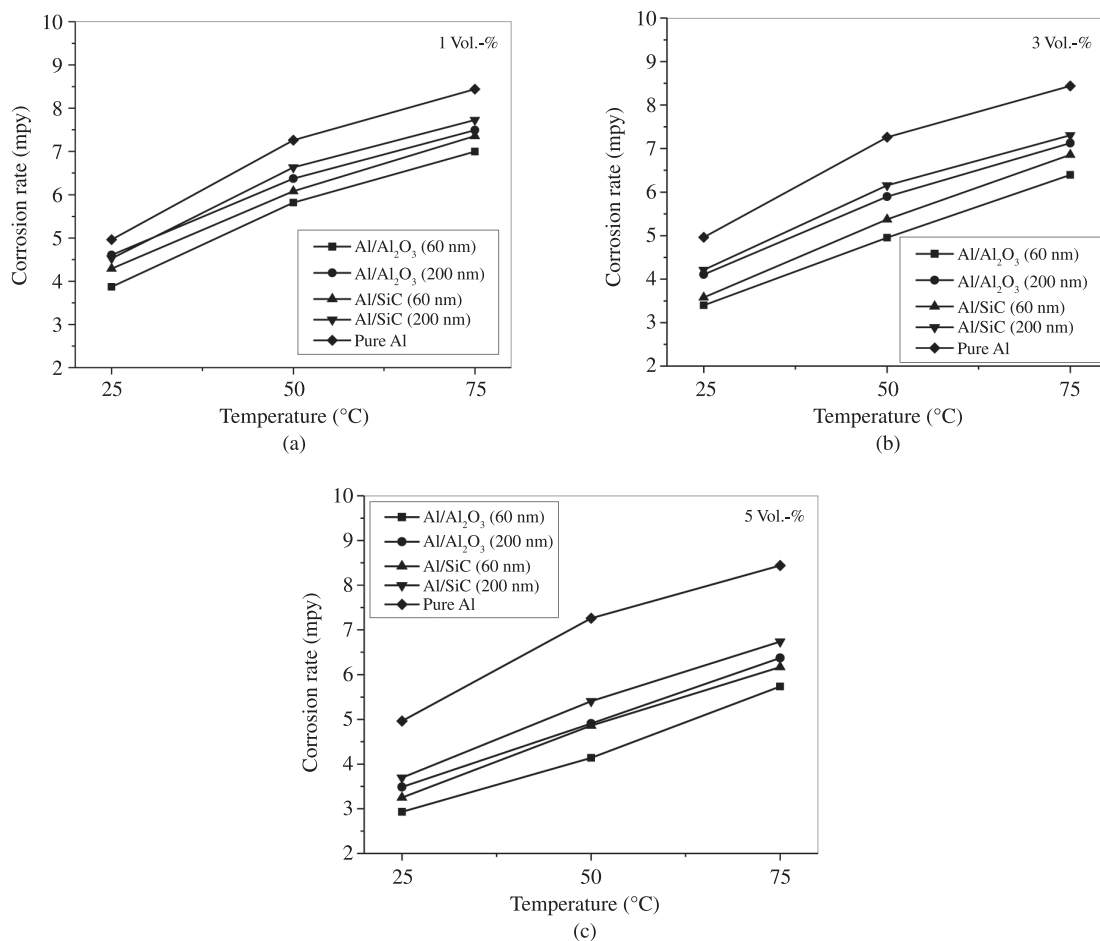 10
9
8
7
6
5
4
3
2
Corrosion rate (mpy)
1 Vol.-%
Al/Al₂O₃ (60 nm)
Al/Al₂O₃ (200 nm)
Al/SiC (60 nm)
Al/SiC (200 nm)
Pure Al
25 50 75
Temperature (°C)
(a)
10
9
8
7
6
5
4
3
2
Corrosion rate (mpy)
3 Vol.-%
Al/Al₂O₃ (60 nm)
Al/Al₂O₃ (200 nm)
Al/SiC (60 nm)
Al/SiC (200 nm)
Pure Al
25 50 75
Temperature (°C)
(b)
10
9
8
7
6
5
4
3
2
Corrosion rate (mpy)
Al/Al₂O₃ (60 nm)
Al/Al₂O₃ (200 nm)
Al/SiC (60 nm)
Al/SiC (200 nm)
Pure Al
5 Vol.-%
25 50 75
Temperature (°C)
(c)